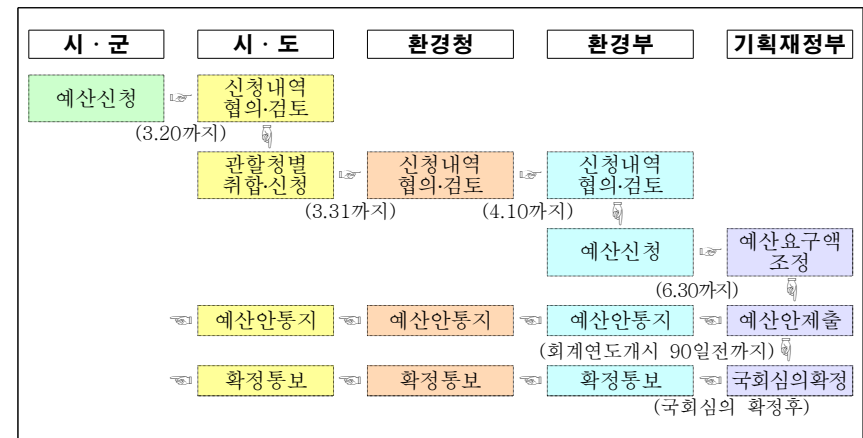 시 · 군 시 · 도 환경청 환경부 기획재정부
예산신청 ☞ 신청내역
협의·검토
(3.20까지) ☟
관할청별
취합·신청 ☞ 신청내역
협의·검토 ☞ 신청내역
협의·검토
(3.31까지) (4.10까지) ☟
예산신청 ☞ 예산요구액
조정
(6.30까지) ☟
☜ 예산안통지 ☜ 예산안통지 ☜ 예산안통지 ☜ 예산안제출
(회계연도개시 90일전까지) ☟
☜ 확정통보 ☜ 확정통보 ☜ 확정통보 ☜ 국회심의확정
(국회심의 확정후)